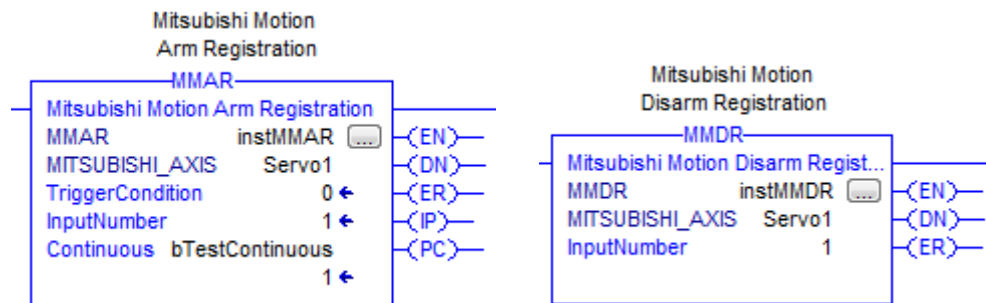 Mitsubishi Motion
Arm Registration
MMAR
Mitsubishi Motion Arm Registration
MMAR instMMAR ...
MITSUBISHI_AXIS Servo1
TriggerCondition 0
InputNumber 1
Continuous bTestContinuous
1
(EN)
(DN)
(ER)
(IP)
(PC)
Mitsubishi Motion
Disarm Registration
MMDR
Mitsubishi Motion Disarm Regist...
MMDR instMMDR ...
MITSUBISHI_AXIS Servo1
InputNumber 1
(EN)
(DN)
(ER)